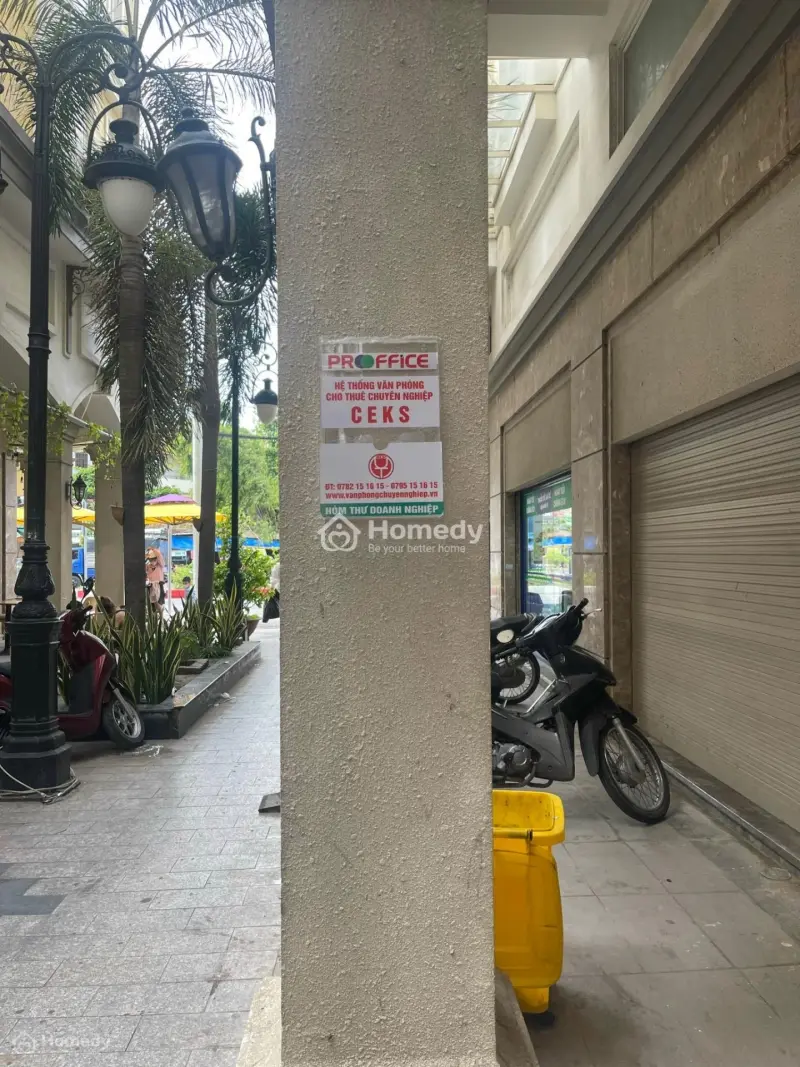 PROOFFICE
HỆ THỐNG VĂN PHÒNG
CHO THUÊ CHUYÊN NGHIỆP
CEKS
ĐT: 0782 15 16 15 - 0795 15 16 15
www.vanphongchuyennghiep.vn
HÒM THƯ DOANH NGHIỆP
Homedy
Be your better home
Homedy